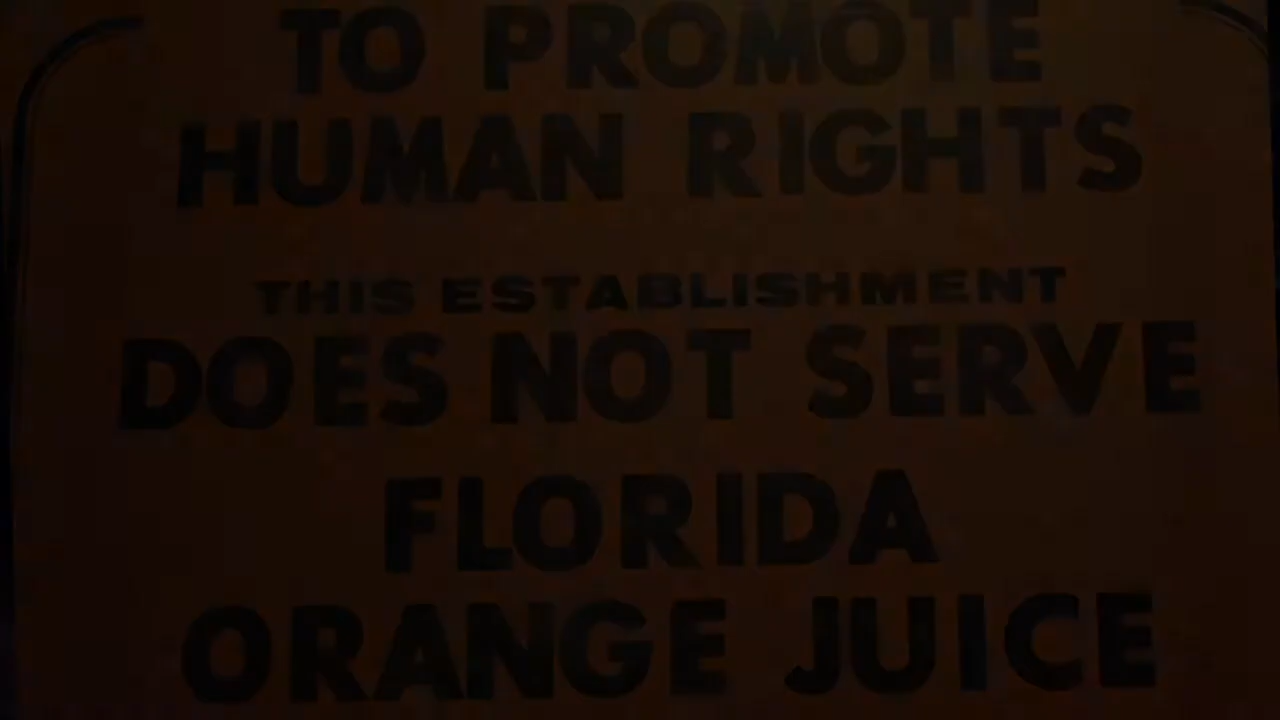 TO PROMOTE
HUMAN RIGHTS
THIS ESTABLISHMENT
DOES NOT SERVE
FLORIDA
ORANGE JUICE